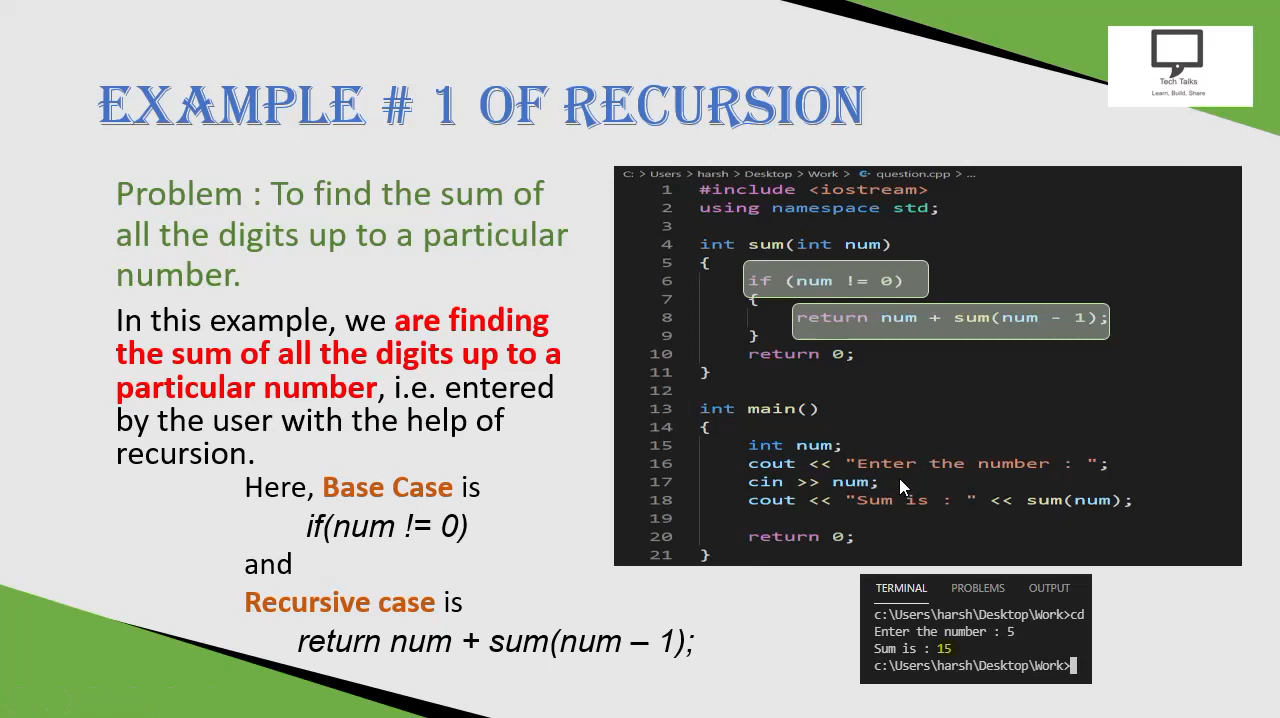 Tech Talks
Learn, Build, Share
EXAMPLE # 1 OF RECURSION
Problem : To find the sum of
all the digits up to a particular
number.
In this example, we are finding
the sum of all the digits up to a
particular number, i.e. entered
by the user with the help of
recursion.
Here, Base Case is
if(num != 0)
and
Recursive case is
return num + sum(num – 1);
C: > Users > harsh > Desktop > Work > question.cpp > ...
1 #include <iostream>
2 using namespace std;
3
4 int sum(int num)
5 {
6 if (num != 0)
7 {
8 return num + sum(num - 1);
9 }
10 return 0;
11 }
12
13 int main()
14 {
15 int num;
16 cout << "Enter the number : ";
17 cin >> num;
18 cout << "Sum is : " << sum(num);
19
20 return 0;
21 }
TERMINAL PROBLEMS OUTPUT
c:\Users\harsh\Desktop\Work>cd
Enter the number : 5
Sum is : 15
c:\Users\harsh\Desktop\Work>